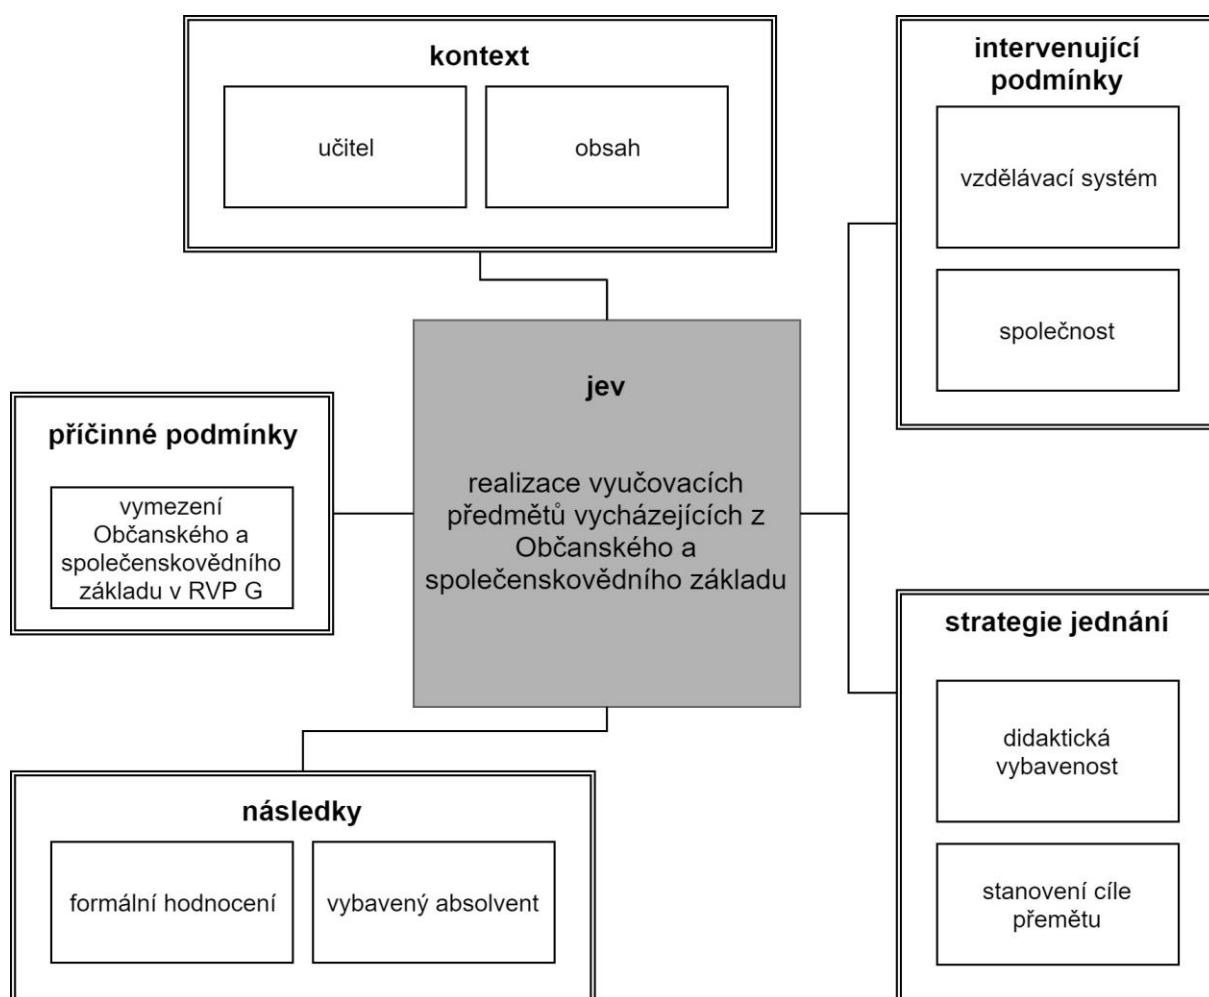 kontext
učitel
obsah
intervenující
podmínky
vzdělávací systém
společnost
příčinné podmínky
vymezení
Občanského a
společenskovědního
základu v RVP G
jev
realizace vyučovacích
předmětů vycházejících z
Občanského a
společenskovědního základu
strategie jednání
didaktická
vybavenost
stanovení cíle
přemětu
následky
formální hodnocení
vybavený absolvent